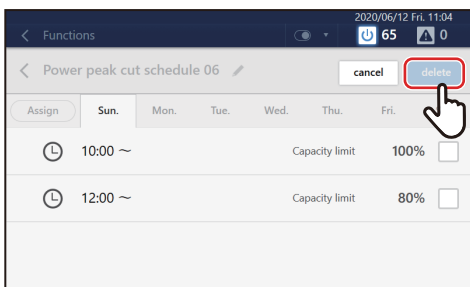 2020/06/12 Fri. 11:04
Functions
65
0
Power peak cut schedule 06
cancel
delete
Assign
Sun.
Mon.
Tue.
Wed.
Thu.
Fri.
10:00 ~
Capacity limit
100%
12:00 ~
Capacity limit
80%